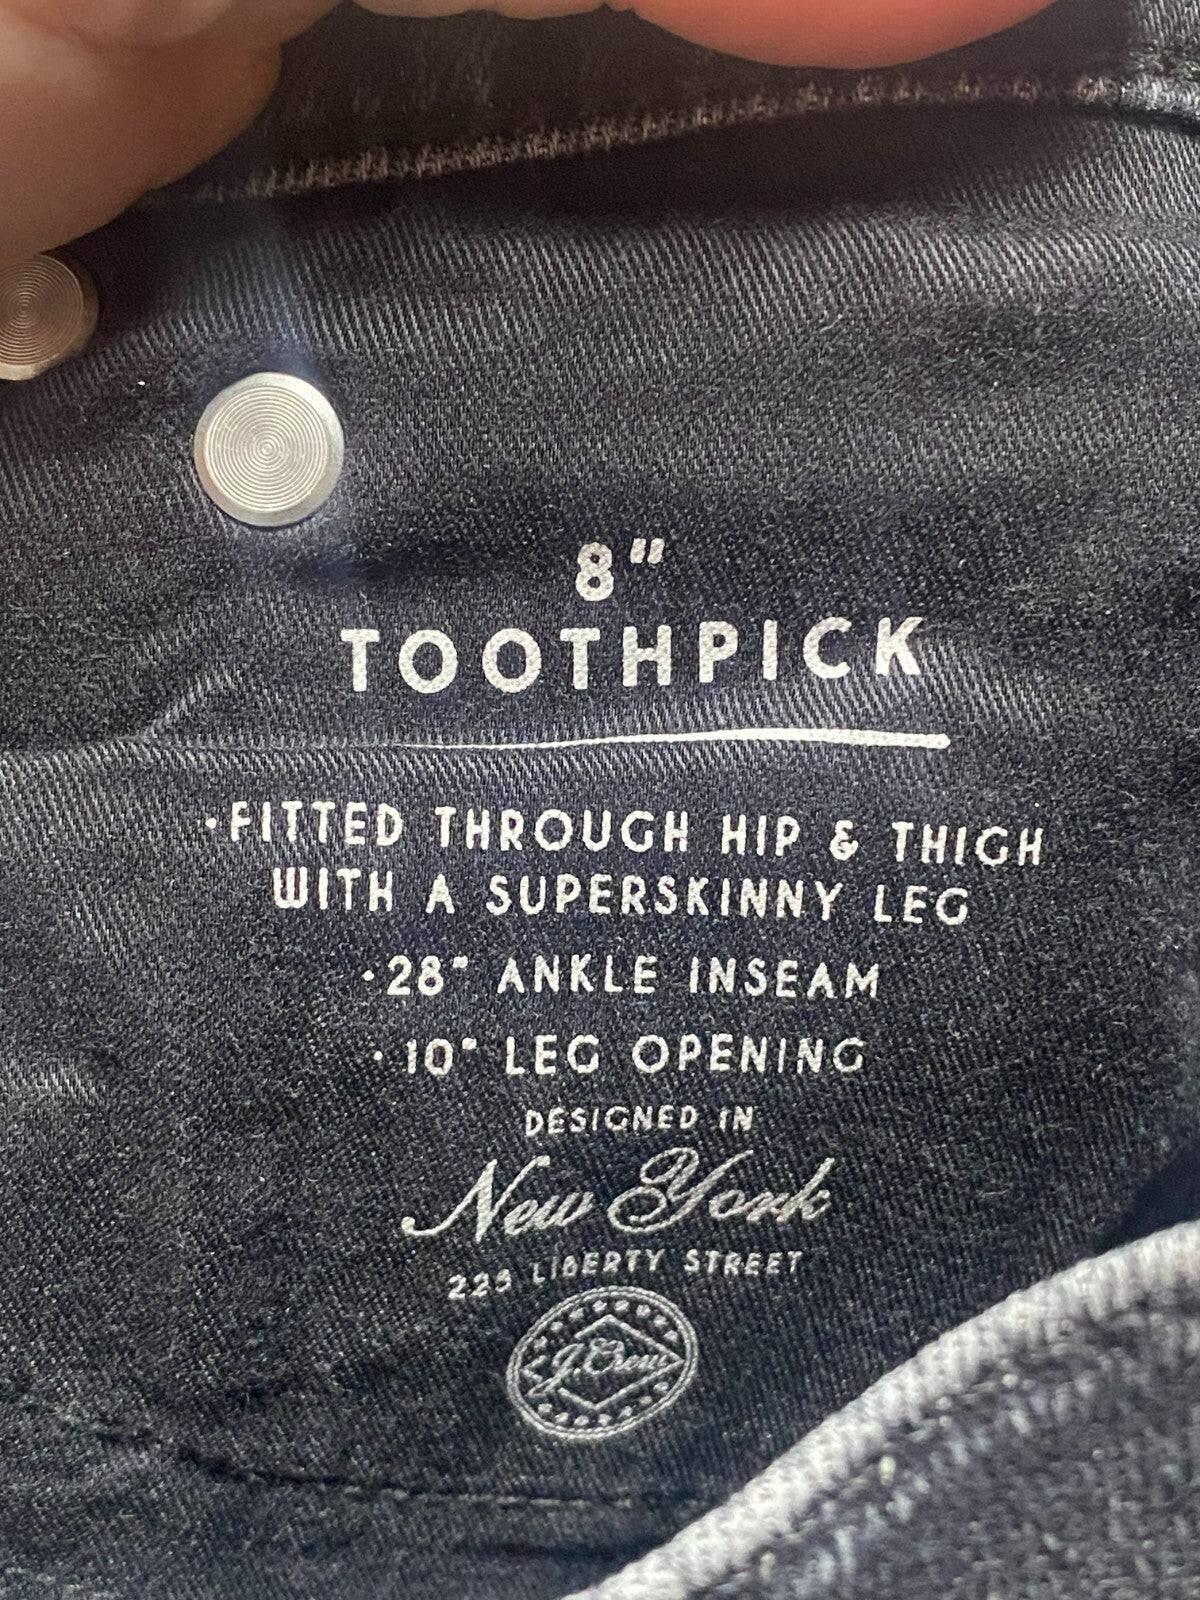 8"
TOOTHPICK
·FITTED THROUGH HIP & THIGH
WITH A SUPERSKINNY LEG
·28" ANKLE INSEAM
·10" LEG OPENING
DESIGNED IN
New York
225 LIBERTY STREET
J.Crew